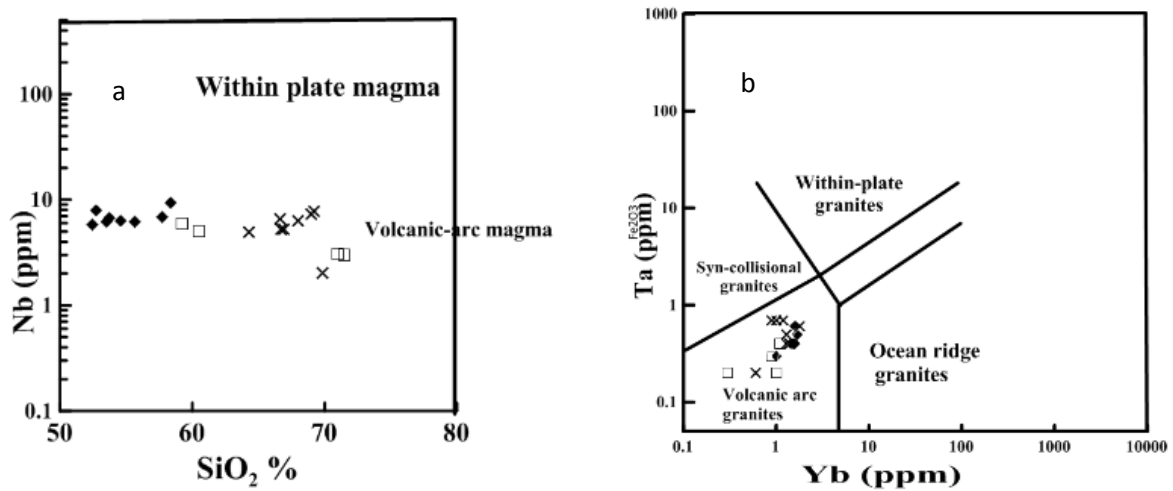 a
Within plate magma
Volcanic-arc magma
Nb (ppm)
100
10
1
0.1
50
60
70
80
SiO₂ %
b
Within-plate
granites
Syn-collisional
granites
Ocean ridge
granites
Volcanic arc
granites
Ta (ppm)
Fe2O3
1000
100
10
1
0.1
0.1
1
10
100
1000
10000
Yb (ppm)